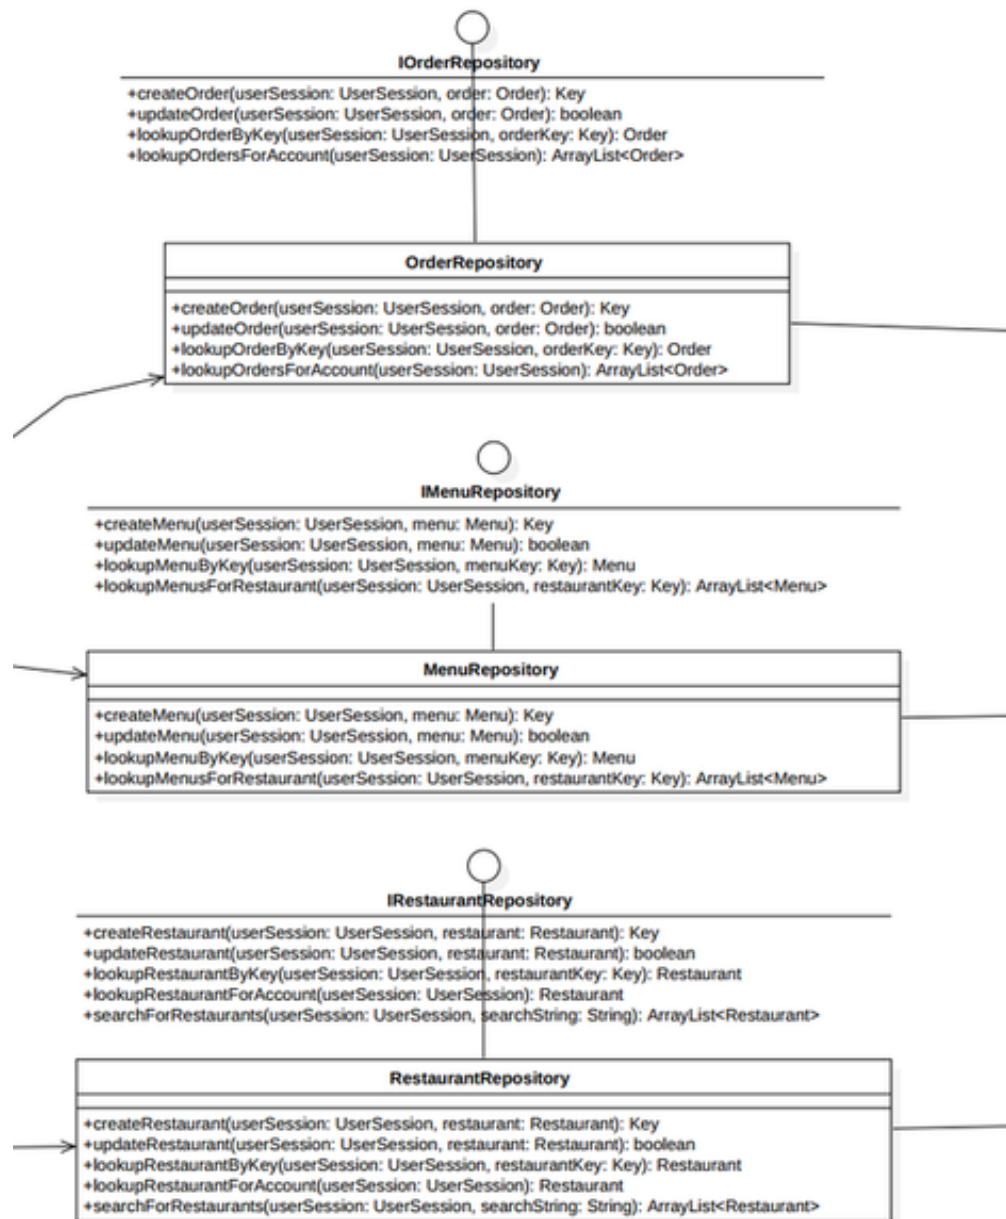 IOrderRepository
+createOrder(userSession: UserSession, order: Order): Key
+updateOrder(userSession: UserSession, order: Order): boolean
+lookupOrderByKey(userSession: UserSession, orderKey: Key): Order
+lookupOrdersForAccount(userSession: UserSession): ArrayList<Order>
OrderRepository
+createOrder(userSession: UserSession, order: Order): Key
+updateOrder(userSession: UserSession, order: Order): boolean
+lookupOrderByKey(userSession: UserSession, orderKey: Key): Order
+lookupOrdersForAccount(userSession: UserSession): ArrayList<Order>
IMenuRepository
+createMenu(userSession: UserSession, menu: Menu): Key
+updateMenu(userSession: UserSession, menu: Menu): boolean
+lookupMenuByKey(userSession: UserSession, menuKey: Key): Menu
+lookupMenusForRestaurant(userSession: UserSession, restaurantKey: Key): ArrayList<Menu>
MenuRepository
+createMenu(userSession: UserSession, menu: Menu): Key
+updateMenu(userSession: UserSession, menu: Menu): boolean
+lookupMenuByKey(userSession: UserSession, menuKey: Key): Menu
+lookupMenusForRestaurant(userSession: UserSession, restaurantKey: Key): ArrayList<Menu>
IRestaurantRepository
+createRestaurant(userSession: UserSession, restaurant: Restaurant): Key
+updateRestaurant(userSession: UserSession, restaurant: Restaurant): boolean
+lookupRestaurantByKey(userSession: UserSession, restaurantKey: Key): Restaurant
+lookupRestaurantForAccount(userSession: UserSession): Restaurant
+searchForRestaurants(userSession: UserSession, searchString: String): ArrayList<Restaurant>
RestaurantRepository
+createRestaurant(userSession: UserSession, restaurant: Restaurant): Key
+updateRestaurant(userSession: UserSession, restaurant: Restaurant): boolean
+lookupRestaurantByKey(userSession: UserSession, restaurantKey: Key): Restaurant
+lookupRestaurantForAccount(userSession: UserSession): Restaurant
+searchForRestaurants(userSession: UserSession, searchString: String): ArrayList<Restaurant>